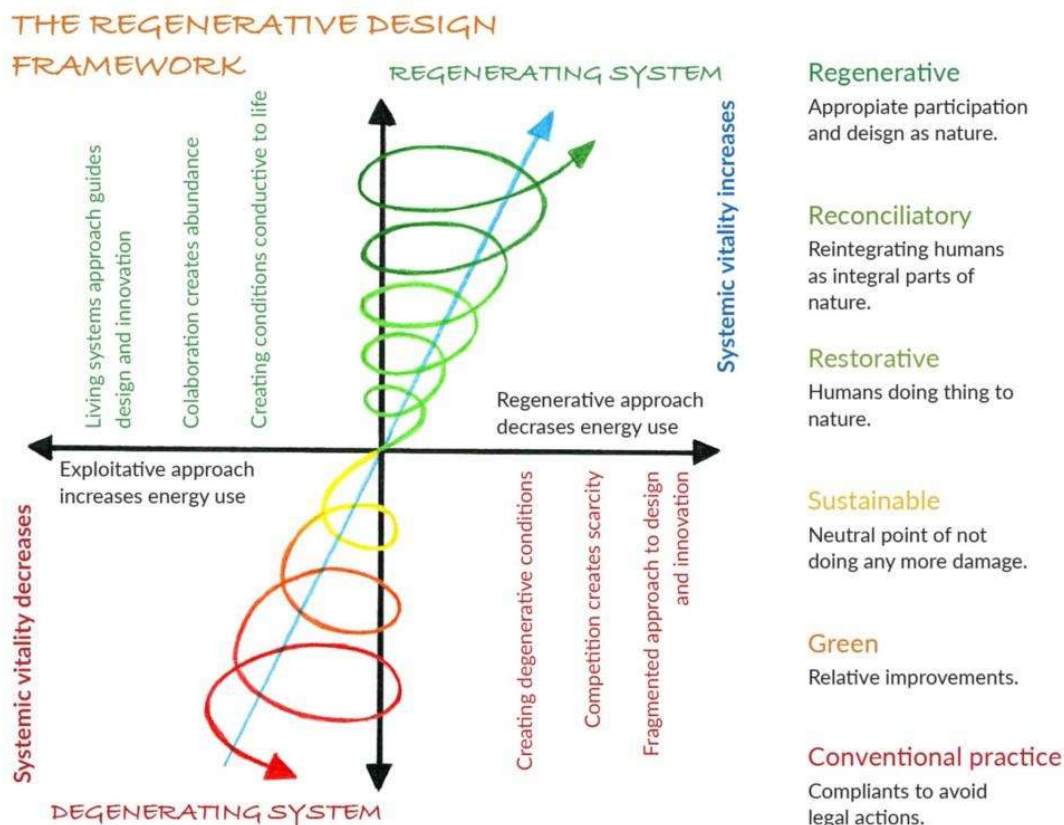 THE REGENERATIVE DESIGN
FRAMEWORK
REGENERATING SYSTEM
Living systems approach guides
design and innovation
Colaboration creates abundance
Creating conditions conductive to life
Systemic vitality increases
Regenerative approach
decrases energy use
Exploitative approach
increases energy use
Systemic vitality decreases
Creating degenerative conditions
Competition creates scarcity
Fragmented approach to design
and innovation
DEGENERATING SYSTEM
Regenerative
Appropiate participation
and deisgn as nature.
Reconciliatory
Reintegrating humans
as integral parts of
nature.
Restorative
Humans doing thing to
nature.
Sustainable
Neutral point of not
doing any more damage.
Green
Relative improvements.
Conventional practice
Compliants to avoid
legal actions.